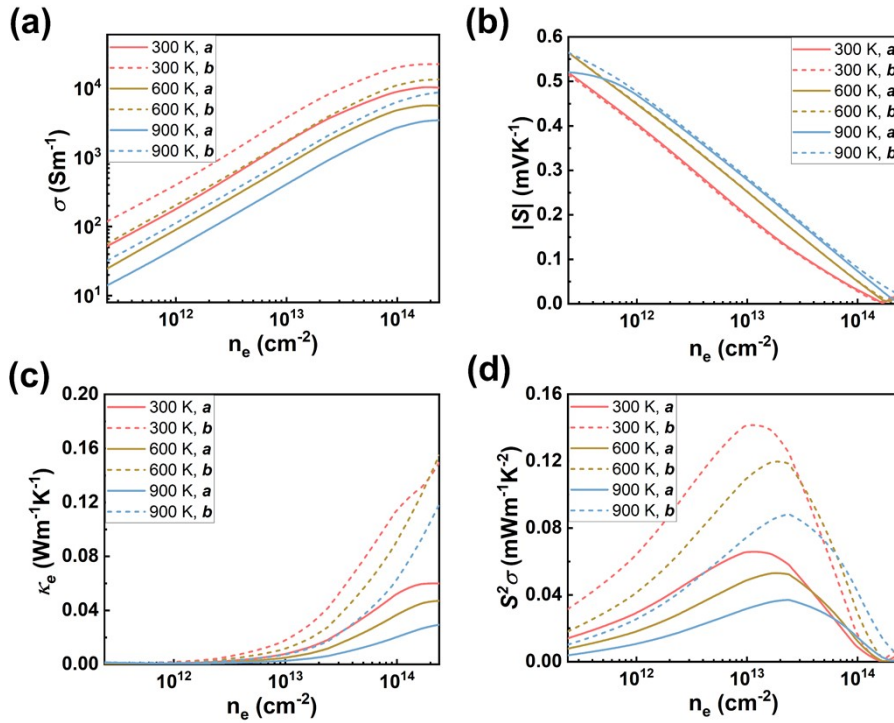 (a)
300 K, a
300 K, b
600 K, a
600 K, b
900 K, a
900 K, b
10⁴
10³
10²
10¹
σ (Sm⁻¹)
10¹² 10¹³ 10¹⁴
nₑ (cm⁻²)
(b)
300 K, a
300 K, b
600 K, a
600 K, b
900 K, a
900 K, b
0.6
0.5
0.4
0.3
0.2
0.1
0.0
|S| (mVK⁻¹)
10¹² 10¹³ 10¹⁴
nₑ (cm⁻²)
(c)
300 K, a
300 K, b
600 K, a
600 K, b
900 K, a
900 K, b
0.20
0.16
0.12
0.08
0.04
0.00
κₑ (Wm⁻¹K⁻¹)
10¹² 10¹³ 10¹⁴
nₑ (cm⁻²)
(d)
300 K, a
300 K, b
600 K, a
600 K, b
900 K, a
900 K, b
0.16
0.12
0.08
0.04
0.00
S²σ (mWm⁻¹K⁻²)
10¹² 10¹³ 10¹⁴
nₑ (cm⁻²)